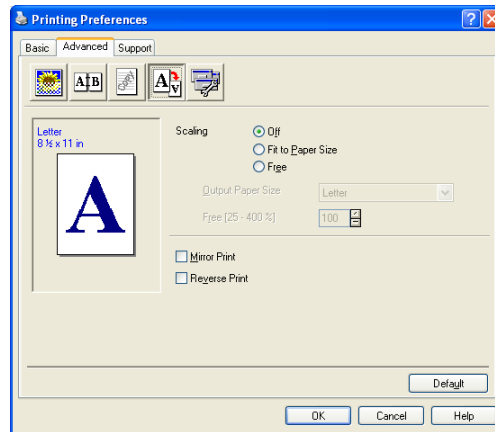 Printing Preferences
Basic Advanced Support
A B
A A
Letter
8 ½ x 11 in
A
Scaling
Off
Fit to Paper Size
Free
Output Paper Size Letter
Free [25 - 400 %] 100
Mirror Print
Reverse Print
Default
OK Cancel Help